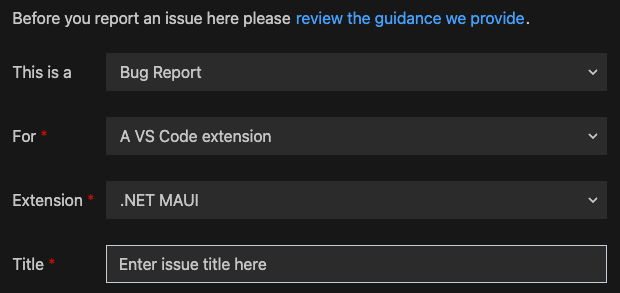 Before you report an issue here please review the guidance we provide.
This is a Bug Report
For * A VS Code extension
Extension * .NET MAUI
Title * Enter issue title here